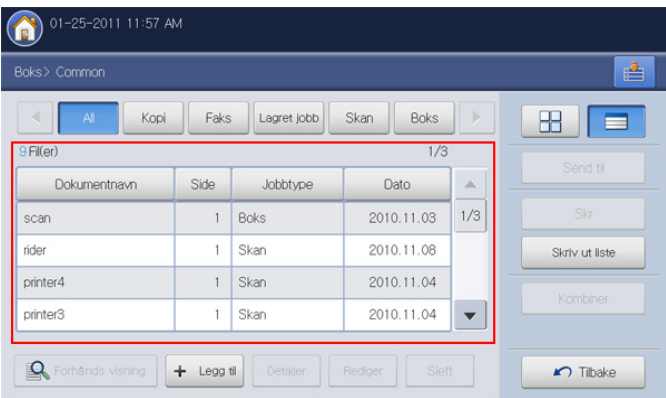 01-25-2011 11:57 AM
Boks> Common
All Kopi Faks Lagret jobb Skan Boks
9 Fil(er) 1/3
Dokumentnavn Side Jobbtype Dato
scan 1 Boks 2010.11.03 1/3
rider 1 Skan 2010.11.08
printer4 1 Skan 2010.11.04
printer3 1 Skan 2010.11.04
Send til
Skr
Skriv ut liste
Kombiner
Forhånds visning + Legg til Detaljer Rediger Slett Tilbake